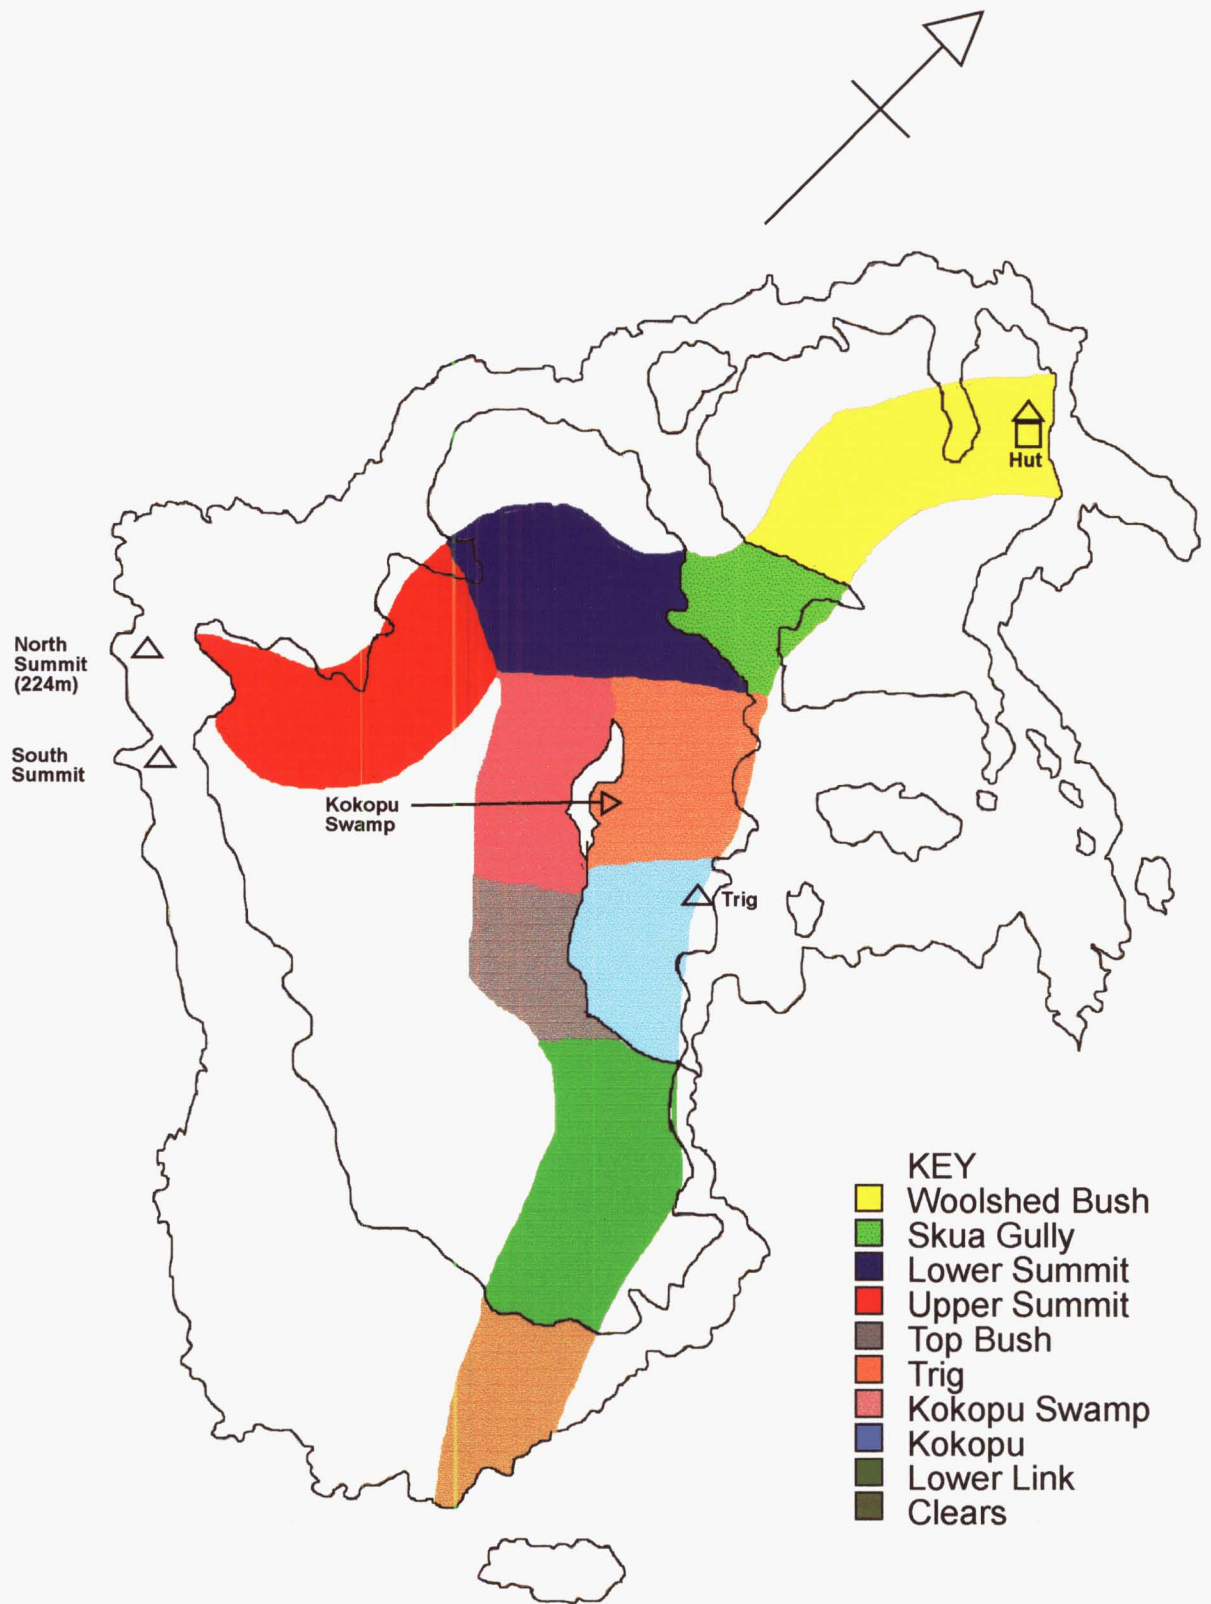 Hut
North
Summit
(224m)
South
Summit
Kokopu
Swamp
Trig
KEY
Woolshed Bush
Skua Gully
Lower Summit
Upper Summit
Top Bush
Trig
Kokopu Swamp
Kokopu
Lower Link
Clears